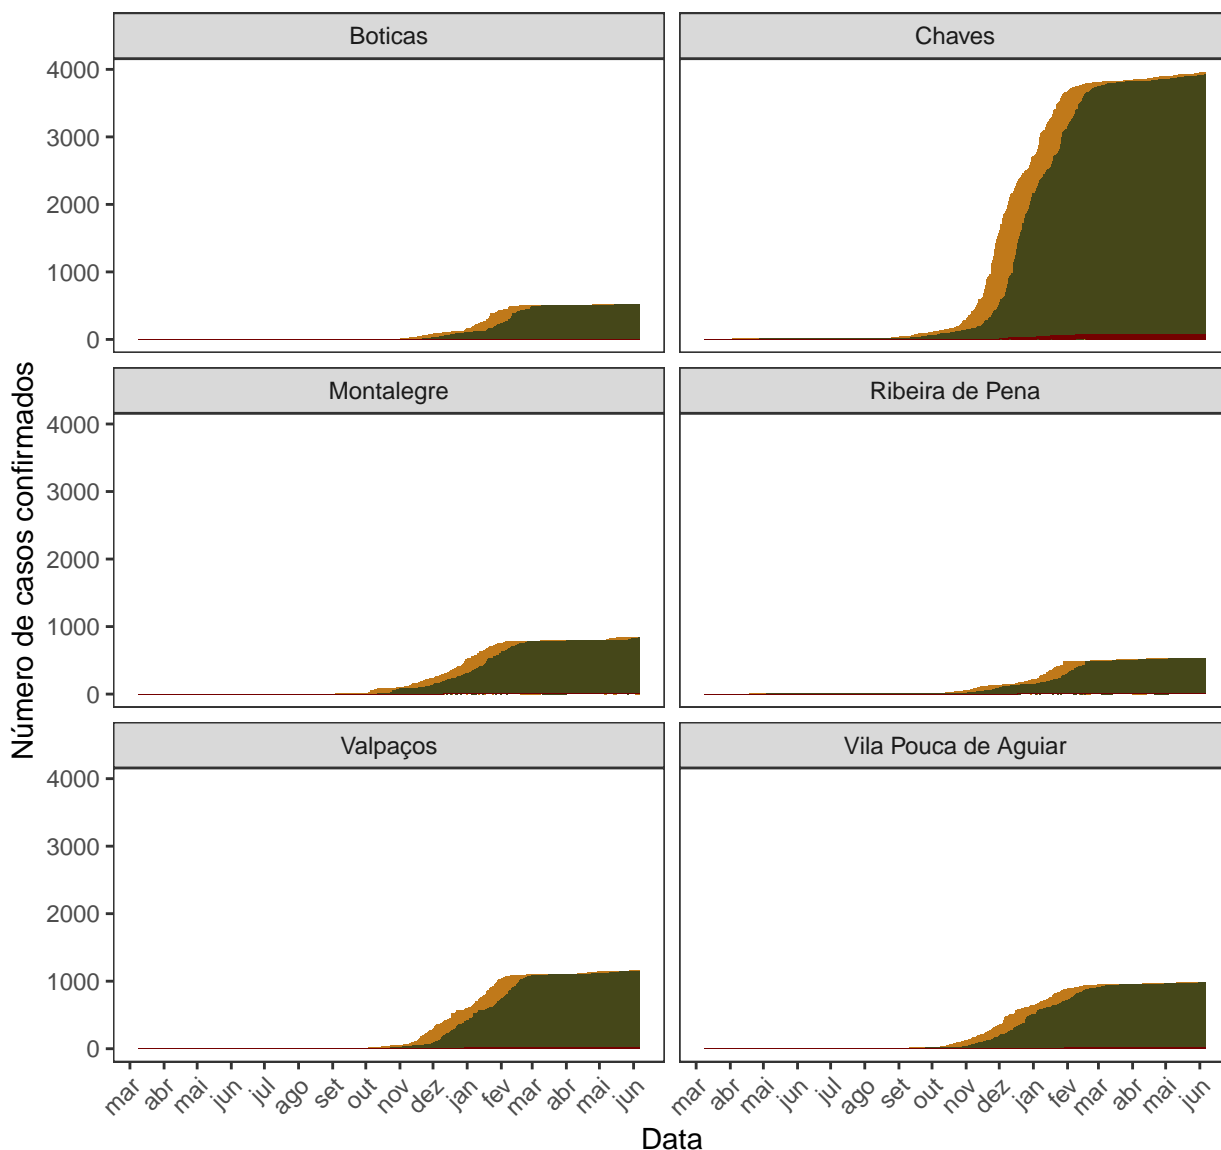 Boticas
Chaves
4000
3000
2000
1000
0
Montalegre
Ribeira de Pena
4000
3000
2000
1000
0
Valpaços
Vila Pouca de Aguiar
4000
3000
2000
1000
0
mar abr mai jun jul ago set out nov dez jan fev mar abr mai jun
mar abr mai jun jul ago set out nov dez jan fev mar abr mai jun
Data
Número de casos confirmados